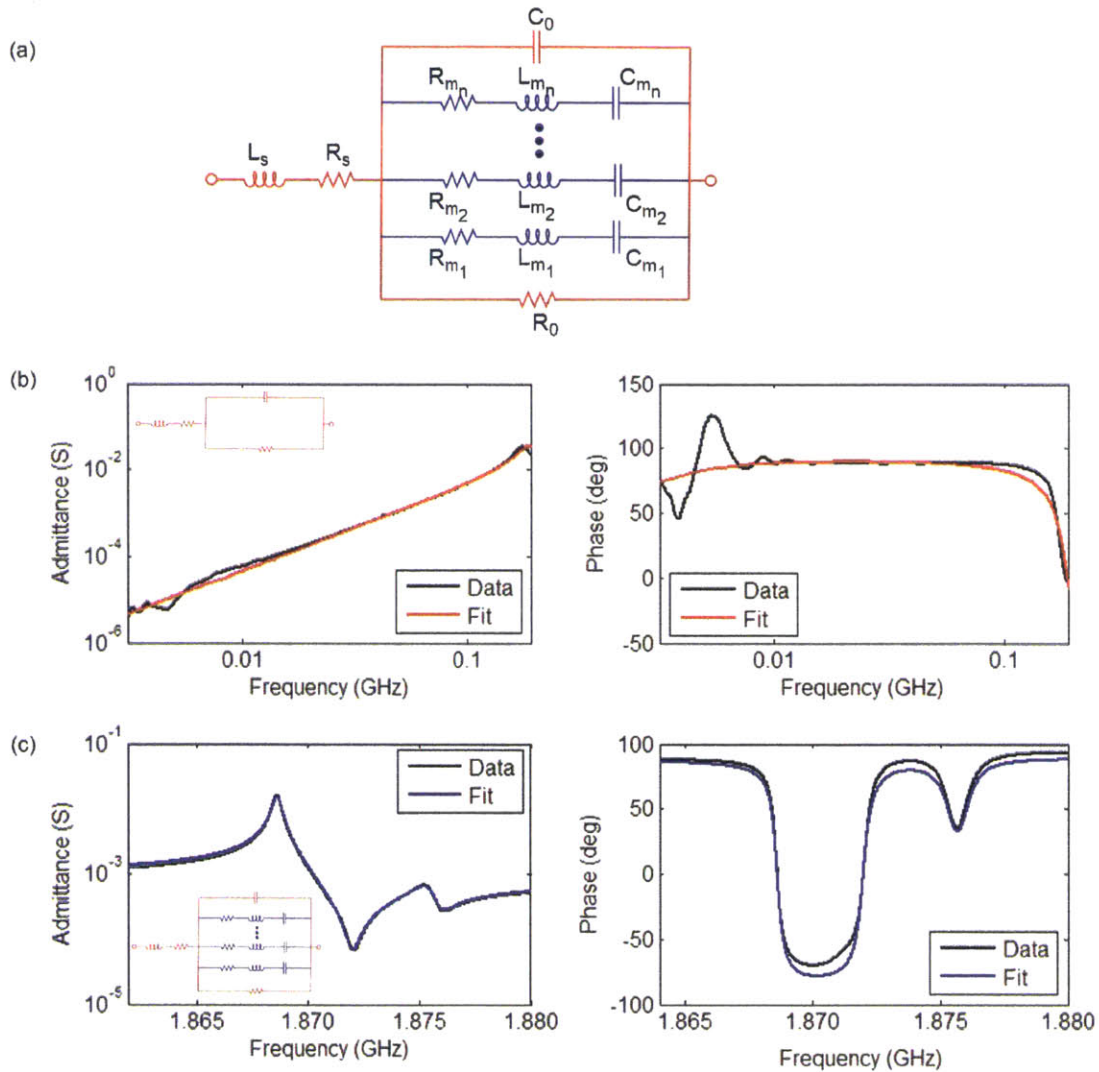 (a)
C0
Rmn Lmn Cmn
Ls Rs
Rm2 Lm2 Cm2
Rm1 Lm1 Cm1
R0
(b)
Admittance (S)
10^0
10^-2
10^-4
10^-6
Data
Fit
0.01 0.1
Frequency (GHz)
Phase (deg)
150
100
50
0
-50
Data
Fit
0.01 0.1
Frequency (GHz)
(c)
Admittance (S)
10^-1
10^-3
10^-5
Data
Fit
1.865 1.870 1.875 1.880
Frequency (GHz)
Phase (deg)
100
50
0
-50
-100
Data
Fit
1.865 1.870 1.875 1.880
Frequency (GHz)